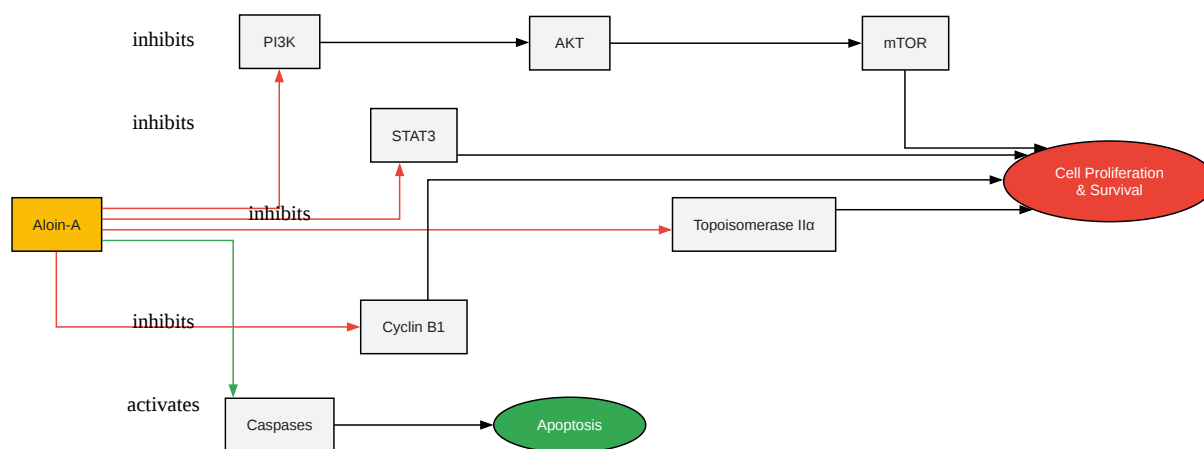 inhibits
PI3K
AKT
mTOR
inhibits
STAT3
Cell Proliferation
& Survival
Aloin-A
inhibits
Topoisomerase IIα
inhibits
Cyclin B1
activates
Caspases
Apoptosis